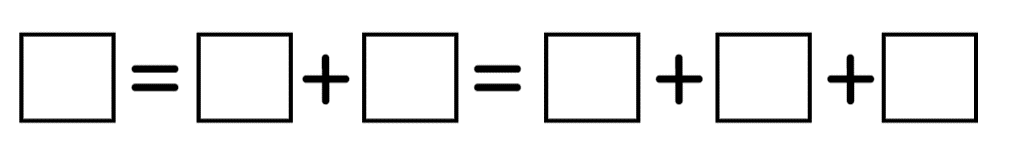 □ = □ + □ = □ + □ + □